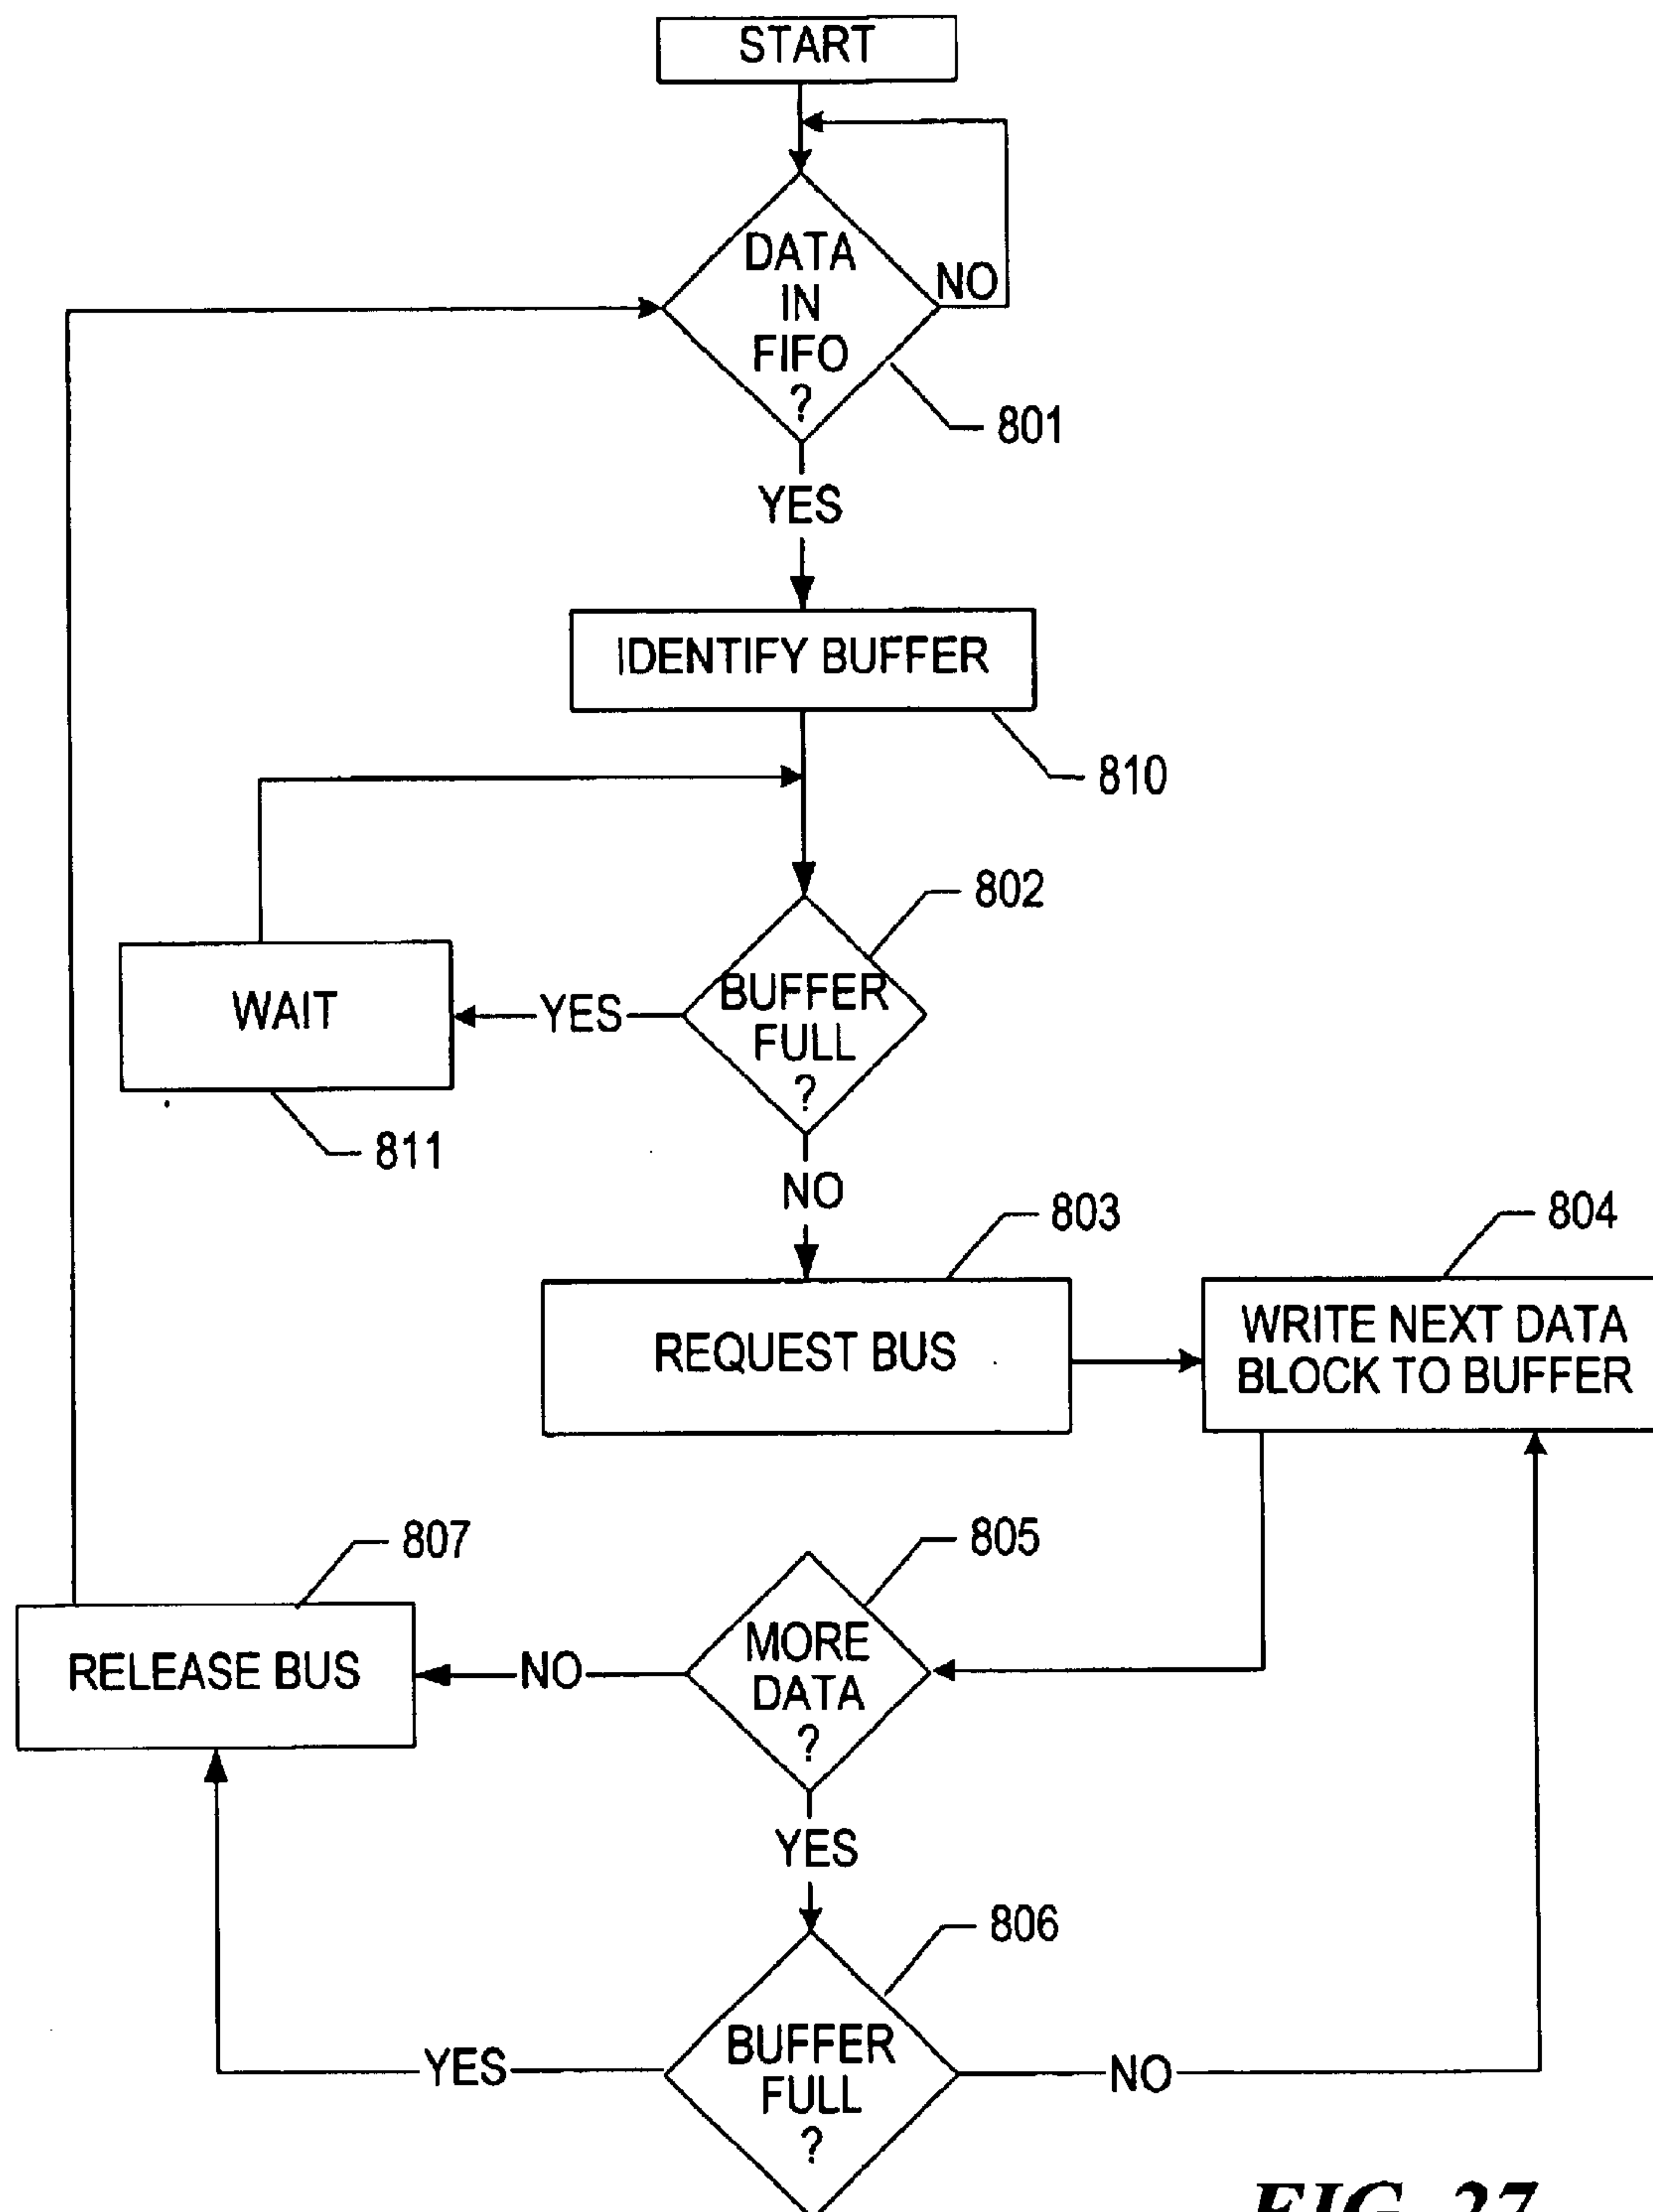 START
DATA
IN
FIFO
?
NO
801
YES
IDENTIFY BUFFER
810
802
BUFFER
FULL
?
YES
WAIT
811
NO
803
804
REQUEST BUS
WRITE NEXT DATA
BLOCK TO BUFFER
807
805
RELEASE BUS
NO
MORE
DATA
?
YES
806
BUFFER
FULL
?
YES
NO
FIG. 27